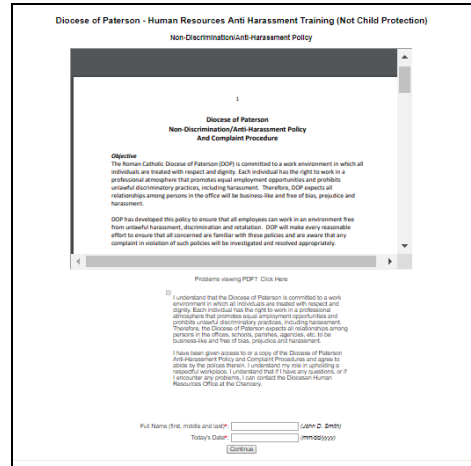 Diocese of Paterson - Human Resources Anti Harassment Training (Not Child Protection)
Non-Discrimination/Anti-Harassment Policy
1
Diocese of Paterson
Non-Discrimination/Anti-Harassment Policy
And Complaint Procedure
Objective
The Roman Catholic Diocese of Paterson (DOP) is committed to a work environment in which all
individuals are treated with respect and dignity. Each individual has the right to work in a
professional atmosphere that promotes equal employment opportunities and prohibits
unlawful discriminatory practices, including harassment. Therefore, DOP expects all
relationships among persons in the office will be business-like and free of bias, prejudice and
harassment.
DOP has developed this policy to ensure that all employees can work in an environment free
from unlawful harassment, discrimination and retaliation. DOP will make every reasonable
effort to ensure that all concerned are familiar with these policies and are aware that any
complaint in violation of such policies will be investigated and resolved appropriately.
Problems viewing PDF? Click Here
I understand that the Diocese of Paterson is committed to a work
environment in which all individuals are treated with respect and
dignity. Each individual has the right to work in a professional
atmosphere that promotes equal employment opportunities and
prohibits unlawful discriminatory practices, including harassment.
Therefore, the Diocese of Paterson expects all relationships among
persons in the offices, schools, parishes, agencies, etc. to be
business-like and free of bias, prejudice and harassment.
I have been given access to or a copy of the Diocese of Paterson
Anti-Harassment Policy and Complaint Procedures and agree to
abide by the polices therein. I understand my role in upholding a
respectful workplace. I understand that if I have any questions, or if
I encounter any problems, I can contact the Diocesan Human
Resources Office at the Chancery.
Full Name (first, middle and last)*: (John D. Smith)
Today's Date*: (mm/dd/yyyy)
Continue